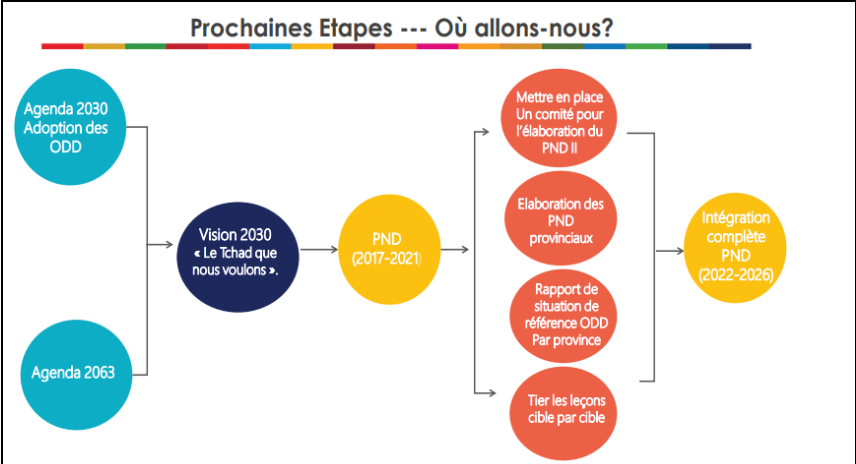 Prochaines Etapes --- Où allons-nous?
Agenda 2030
Adoption des
ODD
Agenda 2063
Vision 2030
« Le Tchad que
nous voulons ».
PND
(2017-2021)
Mettre en place
Un comité pour
l'élaboration du
PND II
Elaboration des
PND
provinciaux
Rapport de
situation de
référence ODD
Par province
Tier les leçons
cible par cible
Intégration
complète
PND
(2022-2026)